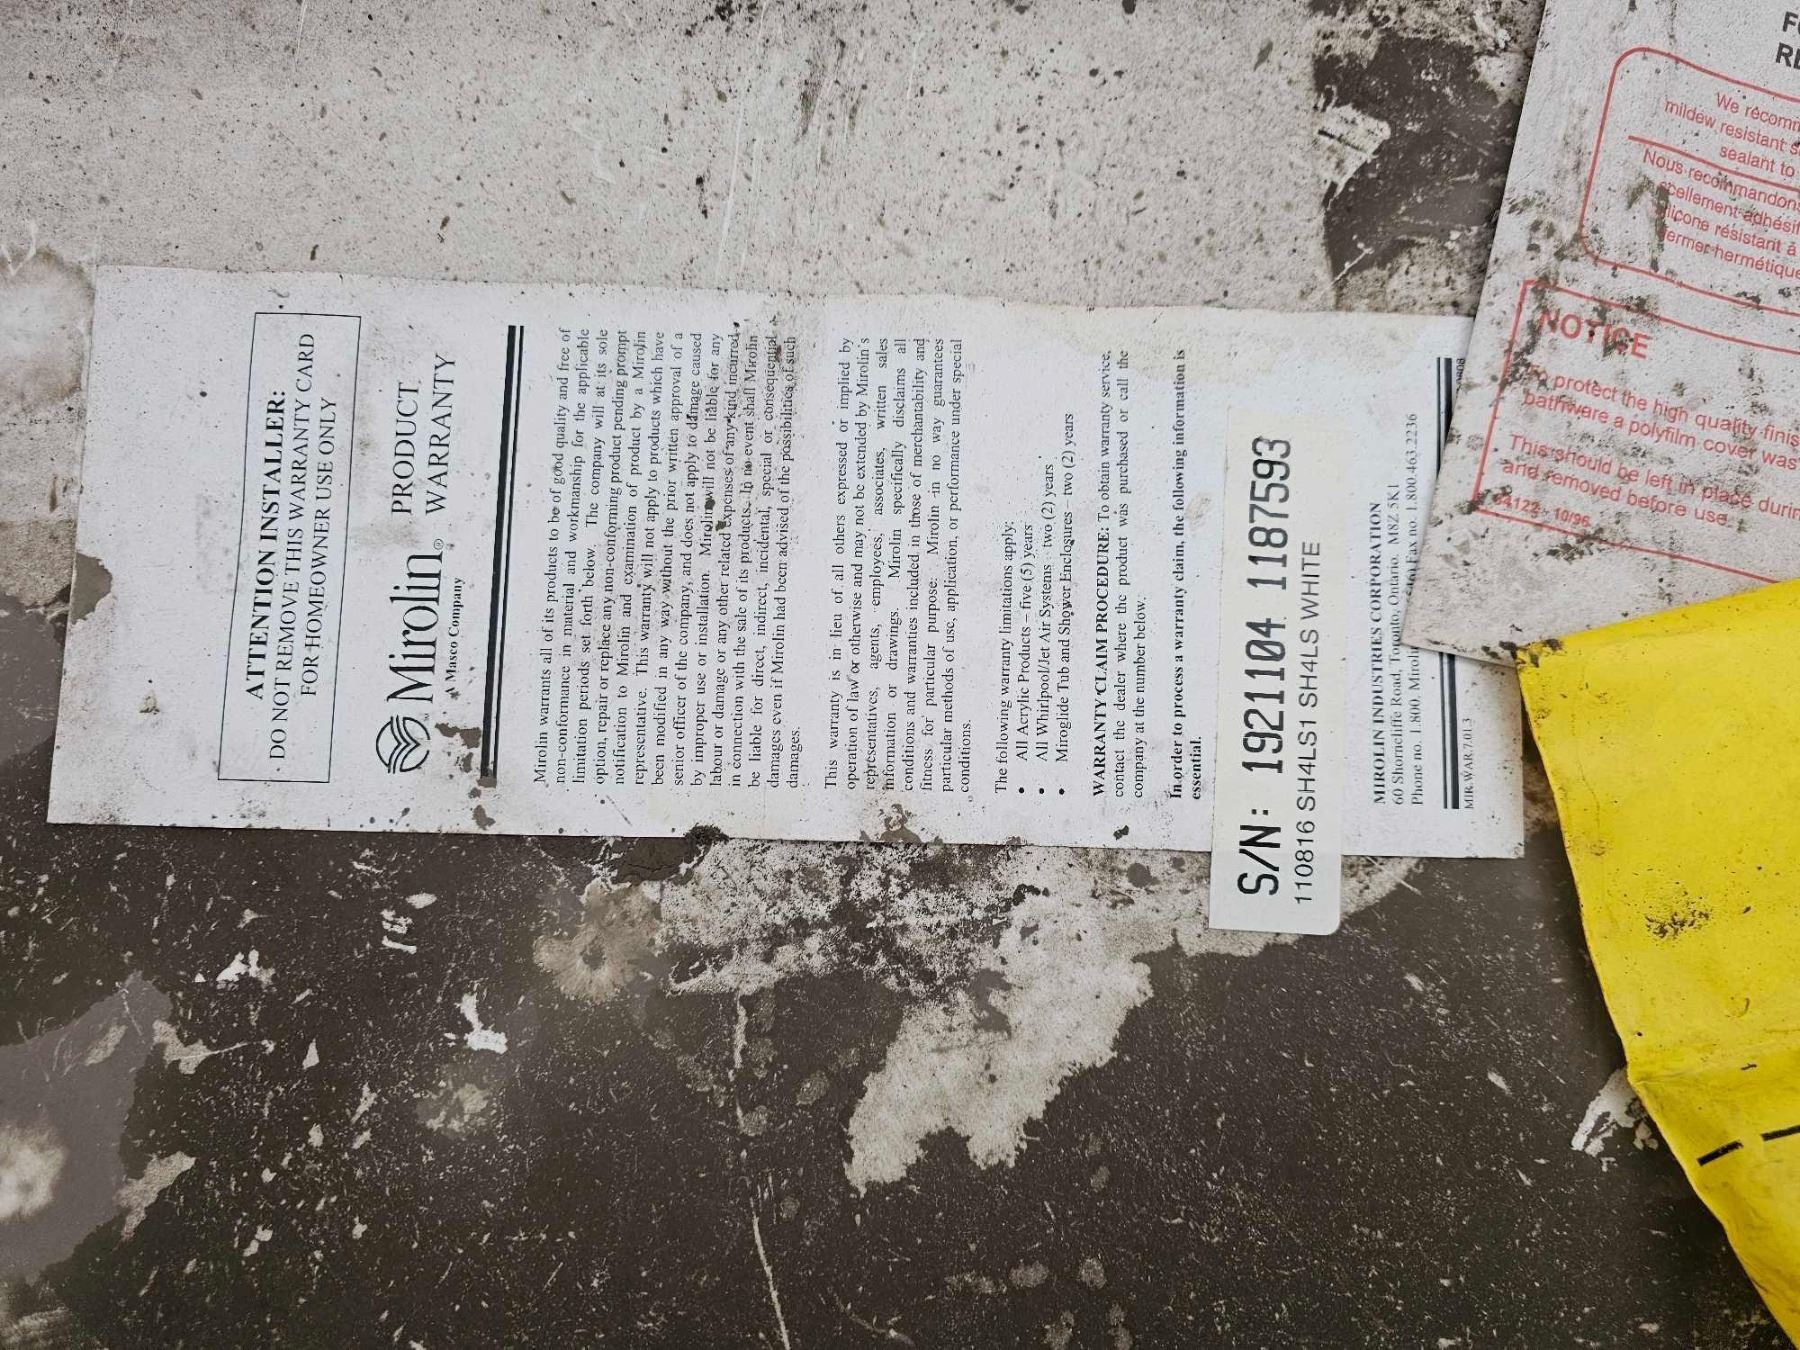 ATTENTION INSTALLER:
DO NOT REMOVE THIS WARRANTY CARD
FOR HOMEOWNER USE ONLY
Mirolin®
A Masco Company
PRODUCT
WARRANTY
Mirolin warrants all of its products to be of good quality and free of
non-conformance in material and workmanship for the applicable
limitation periods set forth below. The company will at its sole
option, repair or replace any non-conforming product pending prompt
notification to Mirolin and examination of product by a Mirolin
representative. This warranty will not apply to products which have
been modified in any way without the prior written approval of a
senior officer of the company, and does not apply to damage caused
by improper use or installation. Mirolin will not be liable for any
labour or damage or any other related expenses of any kind incurred
in connection with the sale of its products. In no event shall Mirolin
be liable for direct, indirect, incidental, special or consequential
damages even if Mirolin had been advised of the possibilities of such
damages.
This warranty is in lieu of all others expressed or implied by
operation of law or otherwise and may not be extended by Mirolin's
representatives, agents, employees, associates, written sales
information or drawings. Mirolin specifically disclaims all
conditions and warranties included in those of merchantability and
fitness for particular purpose. Mirolin in no way guarantees
particular methods of use, application, or performance under special
conditions.
The following warranty limitations apply:
• All Acrylic Products – five (5) years
• All Whirlpool/Jet Air Systems – two (2) years
• Miroglide Tub and Shower Enclosures – two (2) years
WARRANTY CLAIM PROCEDURE: To obtain warranty service,
contact the dealer where the product was purchased or call the
company at the number below.
In order to process a warranty claim, the following information is
essential.
S/N: 1921104 1187593
110816 SH4LS1 SH4LS WHITE
MIROLIN INDUSTRIES CORPORATION
60 Shorncliffe Road, Toronto, Ontario. M8Z 5K1
Phone no. 1.800. Miroli Fax no. 1.800.463.2236
MIR.WAR.7.01.3
We recomm
mildew resistant s
sealant to
Nous recommandons
scellement adhésif
silicone résistant à
fermer hermétique
NOTICE
To protect the high quality finis
bathware a polyfilm cover was
This should be left in place durin
and removed before use.
10/96